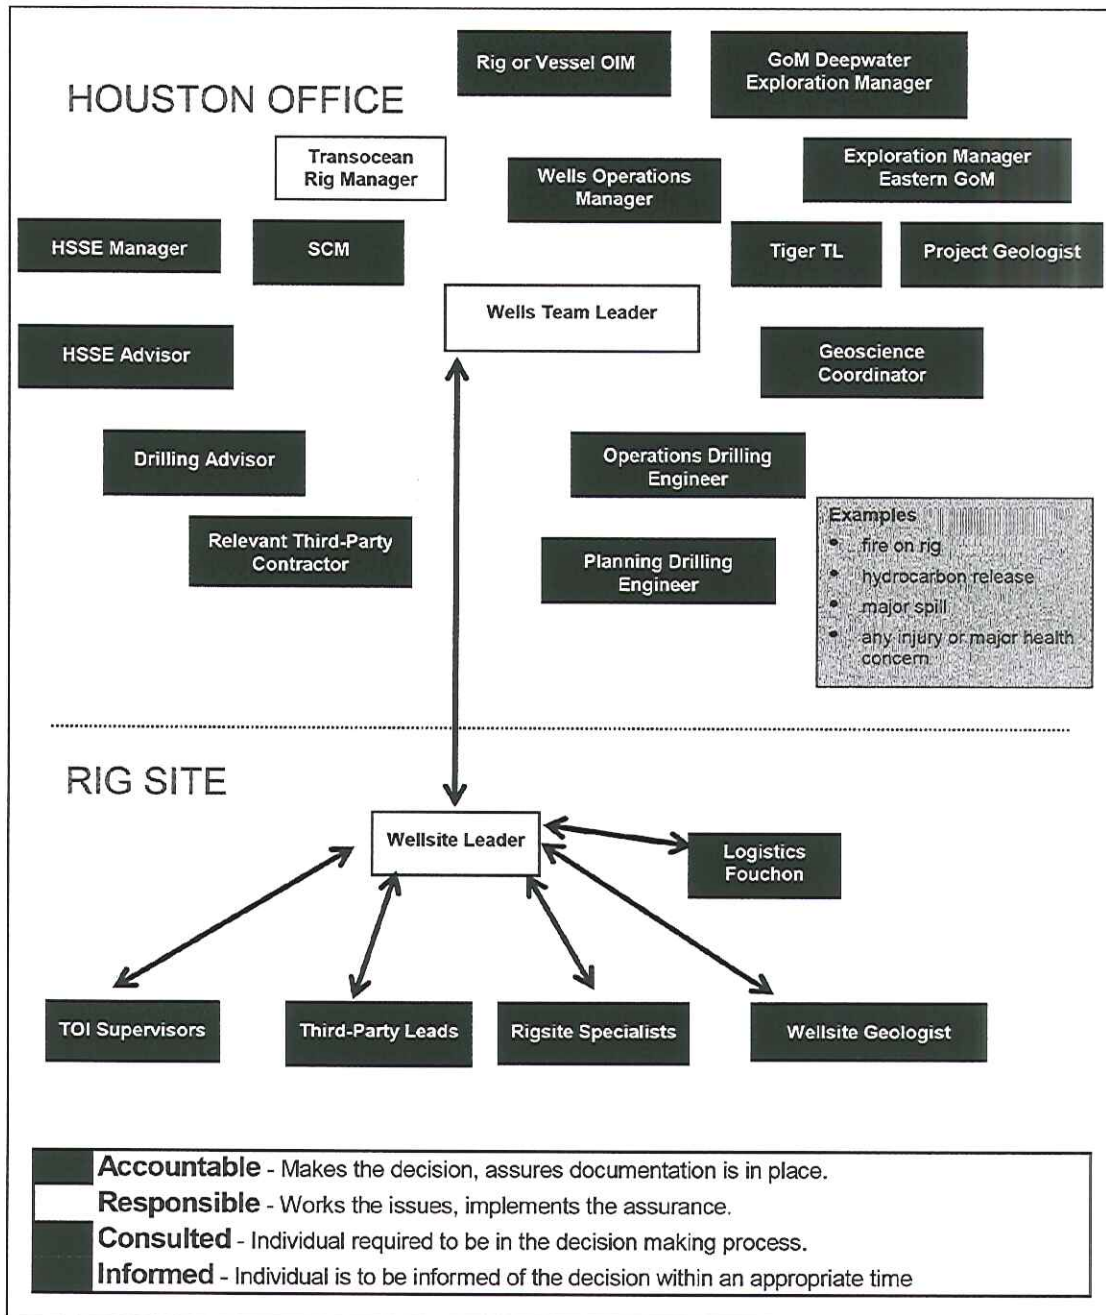 HOUSTON OFFICE
Rig or Vessel OIM
GoM Deepwater
Exploration Manager
Transocean
Rig Manager
Wells Operations
Manager
Exploration Manager
Eastern GoM
HSSE Manager
SCM
Tiger TL
Project Geologist
Wells Team Leader
HSSE Advisor
Geoscience
Coordinator
Drilling Advisor
Operations Drilling
Engineer
Relevant Third-Party
Contractor
Planning Drilling
Engineer
Examples
• fire on rig
• hydrocarbon release
• major spill
• any injury or major health
concern
RIG SITE
Wellsite Leader
Logistics
Fouchon
TOI Supervisors
Third-Party Leads
Rigsite Specialists
Wellsite Geologist
Accountable - Makes the decision, assures documentation is in place.
Responsible - Works the issues, implements the assurance.
Consulted - Individual required to be in the decision making process.
Informed - Individual is to be informed of the decision within an appropriate time